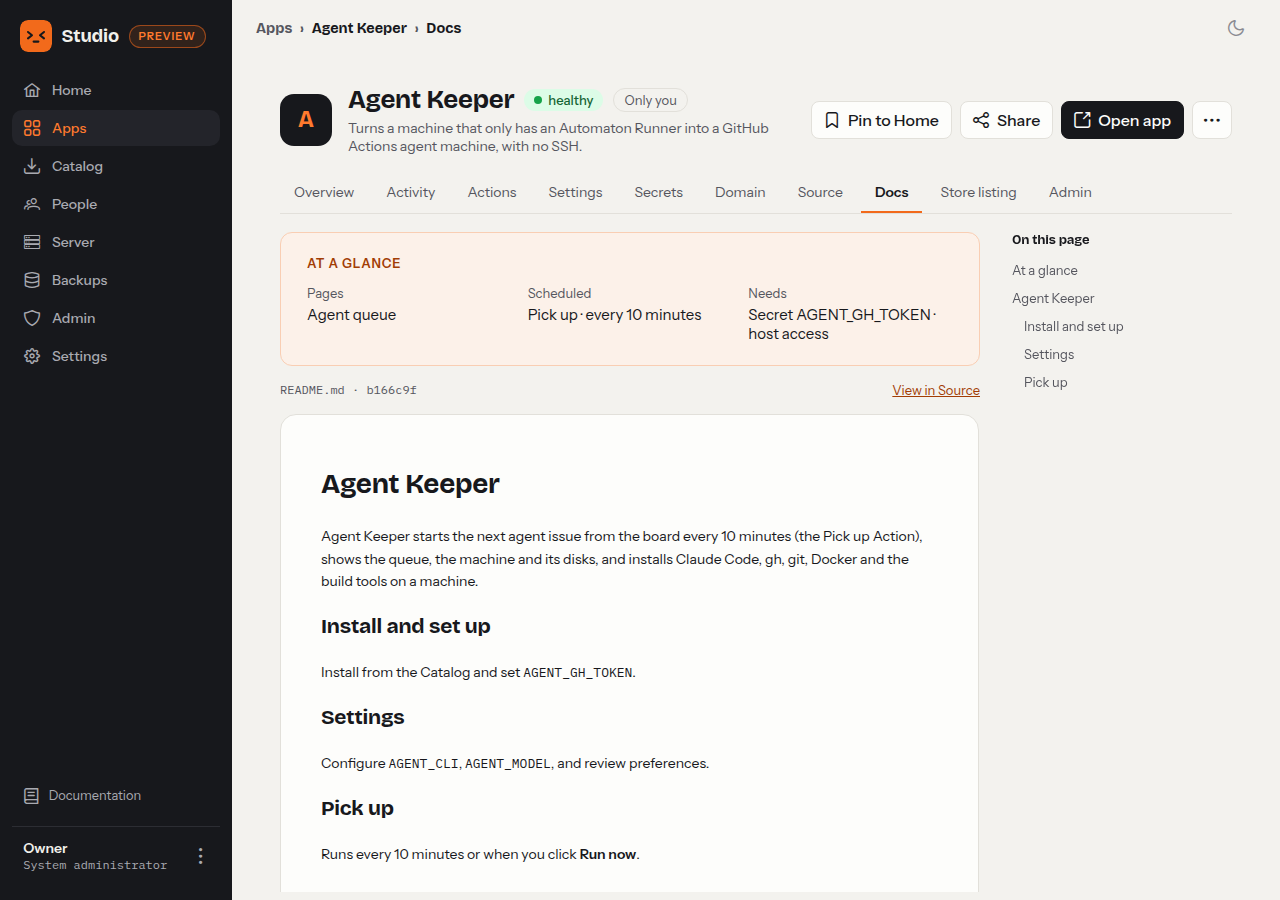 Studio PREVIEW
Home
Apps
Catalog
People
Server
Backups
Admin
Settings
Documentation
Owner
System administrator
Apps › Agent Keeper › Docs
A
Agent Keeper healthy Only you
Turns a machine that only has an Automaton Runner into a GitHub
Actions agent machine, with no SSH.
Pin to Home Share Open app
Overview Activity Actions Settings Secrets Domain Source Docs Store listing Admin
AT A GLANCE
Pages
Agent queue
Scheduled
Pick up · every 10 minutes
Needs
Secret AGENT_GH_TOKEN ·
host access
README.md · b166c9f
View in Source
Agent Keeper
Agent Keeper starts the next agent issue from the board every 10 minutes (the Pick up Action),
shows the queue, the machine and its disks, and installs Claude Code, gh, git, Docker and the
build tools on a machine.
Install and set up
Install from the Catalog and set AGENT_GH_TOKEN.
Settings
Configure AGENT_CLI, AGENT_MODEL, and review preferences.
Pick up
Runs every 10 minutes or when you click Run now.
On this page
At a glance
Agent Keeper
Install and set up
Settings
Pick up